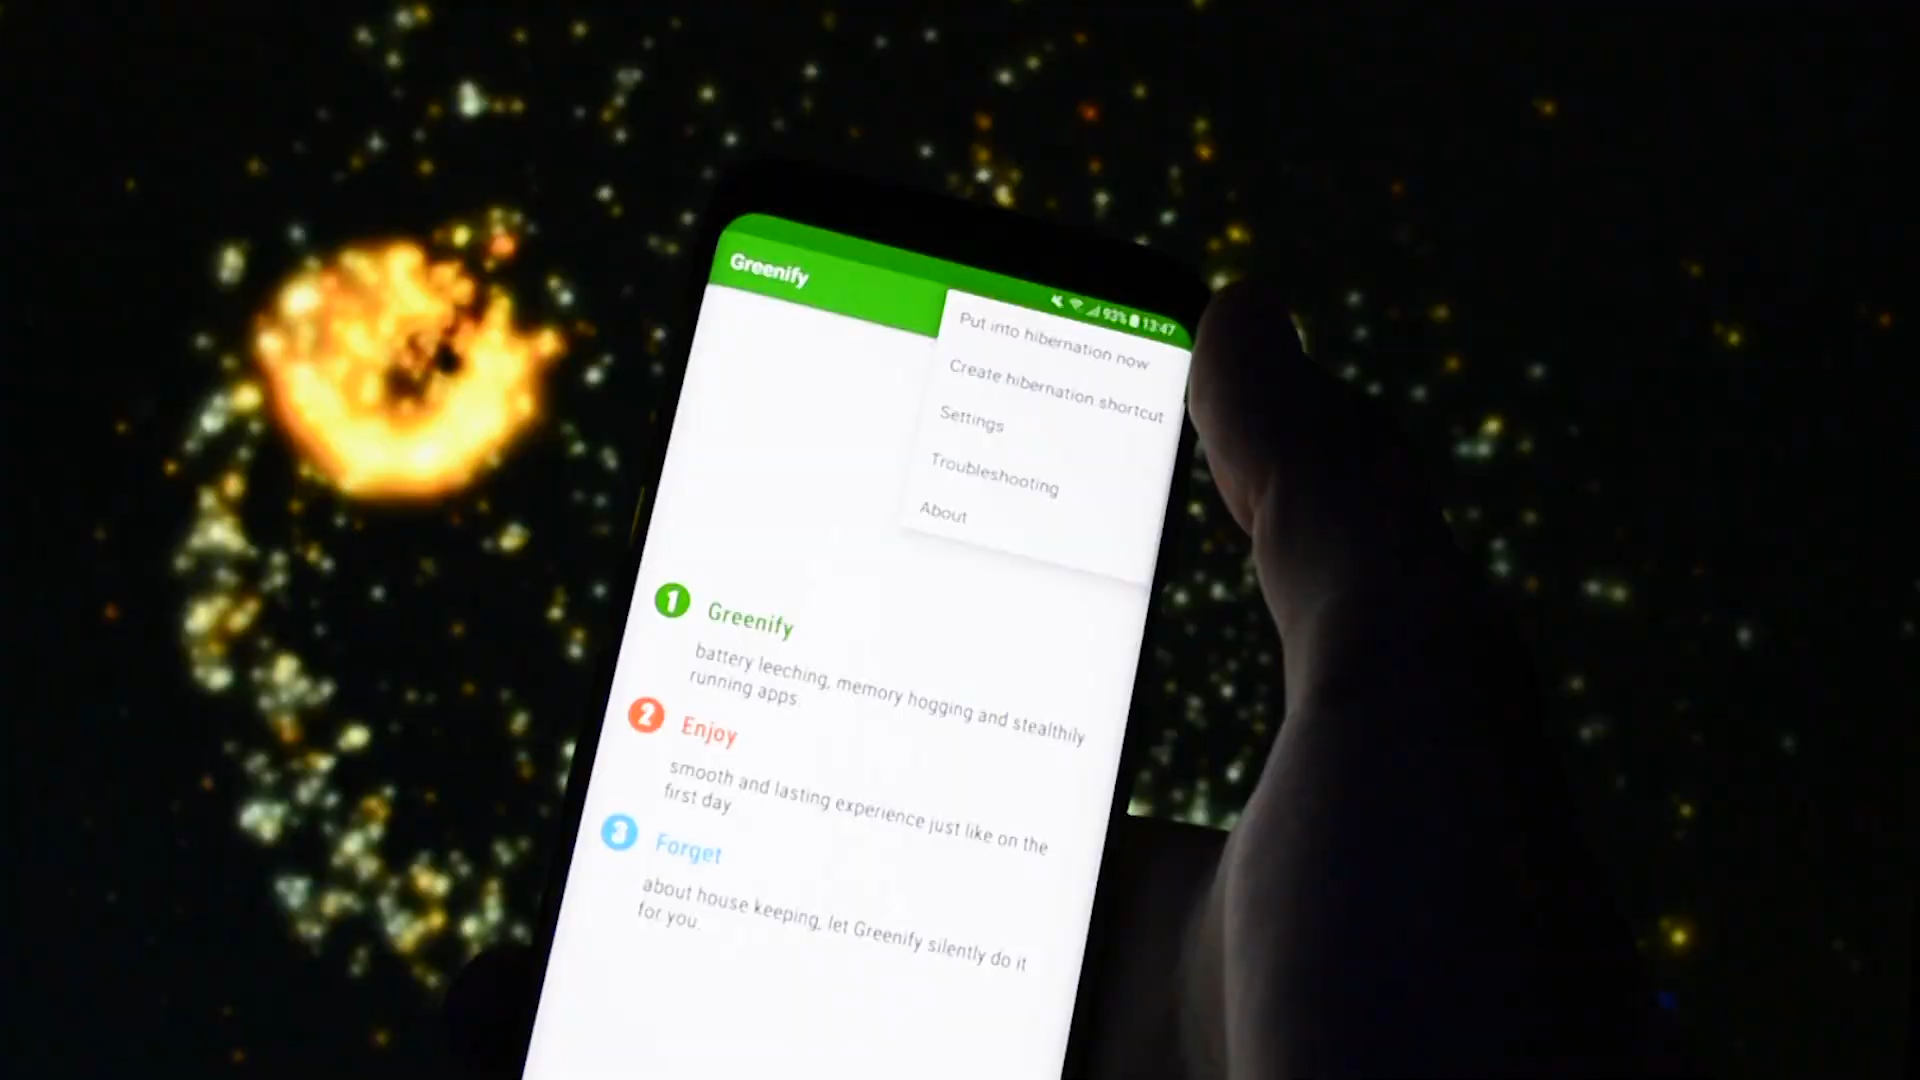 93% 13:47
Greenify
Put into hibernation now
Create hibernation shortcut
Settings
Troubleshooting
About
1 Greenify
battery leeching, memory hogging and stealthily
running apps
2 Enjoy
smooth and lasting experience just like on the
first day
3 Forget
about house keeping, let Greenify silently do it
for you.